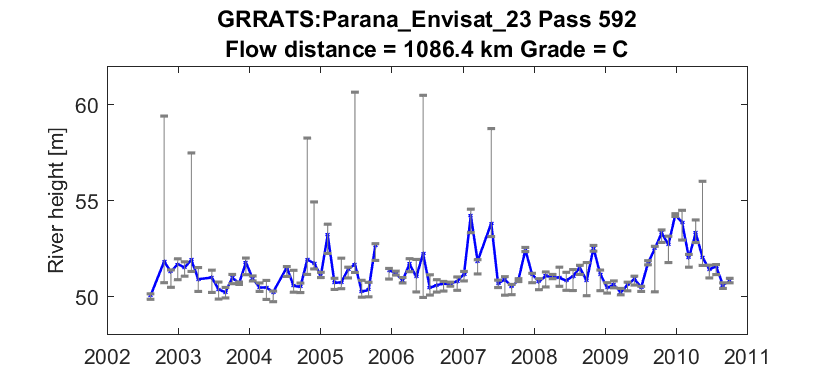 GRRATS:Parana_Envisat_23 Pass 592
Flow distance = 1086.4 km Grade = C
River height [m]
60
55
50
2002 2003 2004 2005 2006 2007 2008 2009 2010 2011